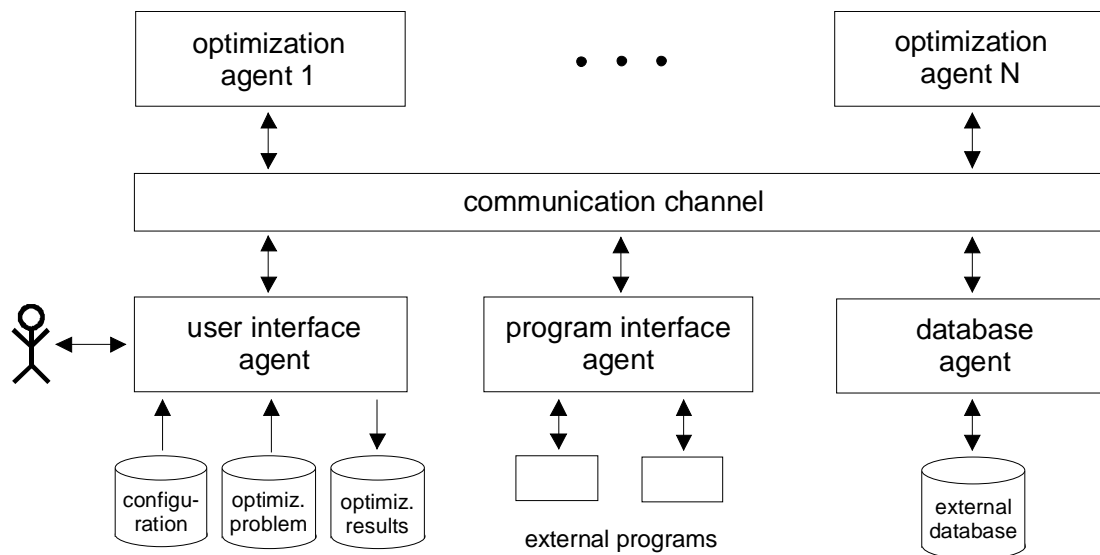 optimization
agent 1
• • •
optimization
agent N
communication channel
user interface
agent
program interface
agent
database
agent
configu-
ration
optimiz.
problem
optimiz.
results
external programs
external
database